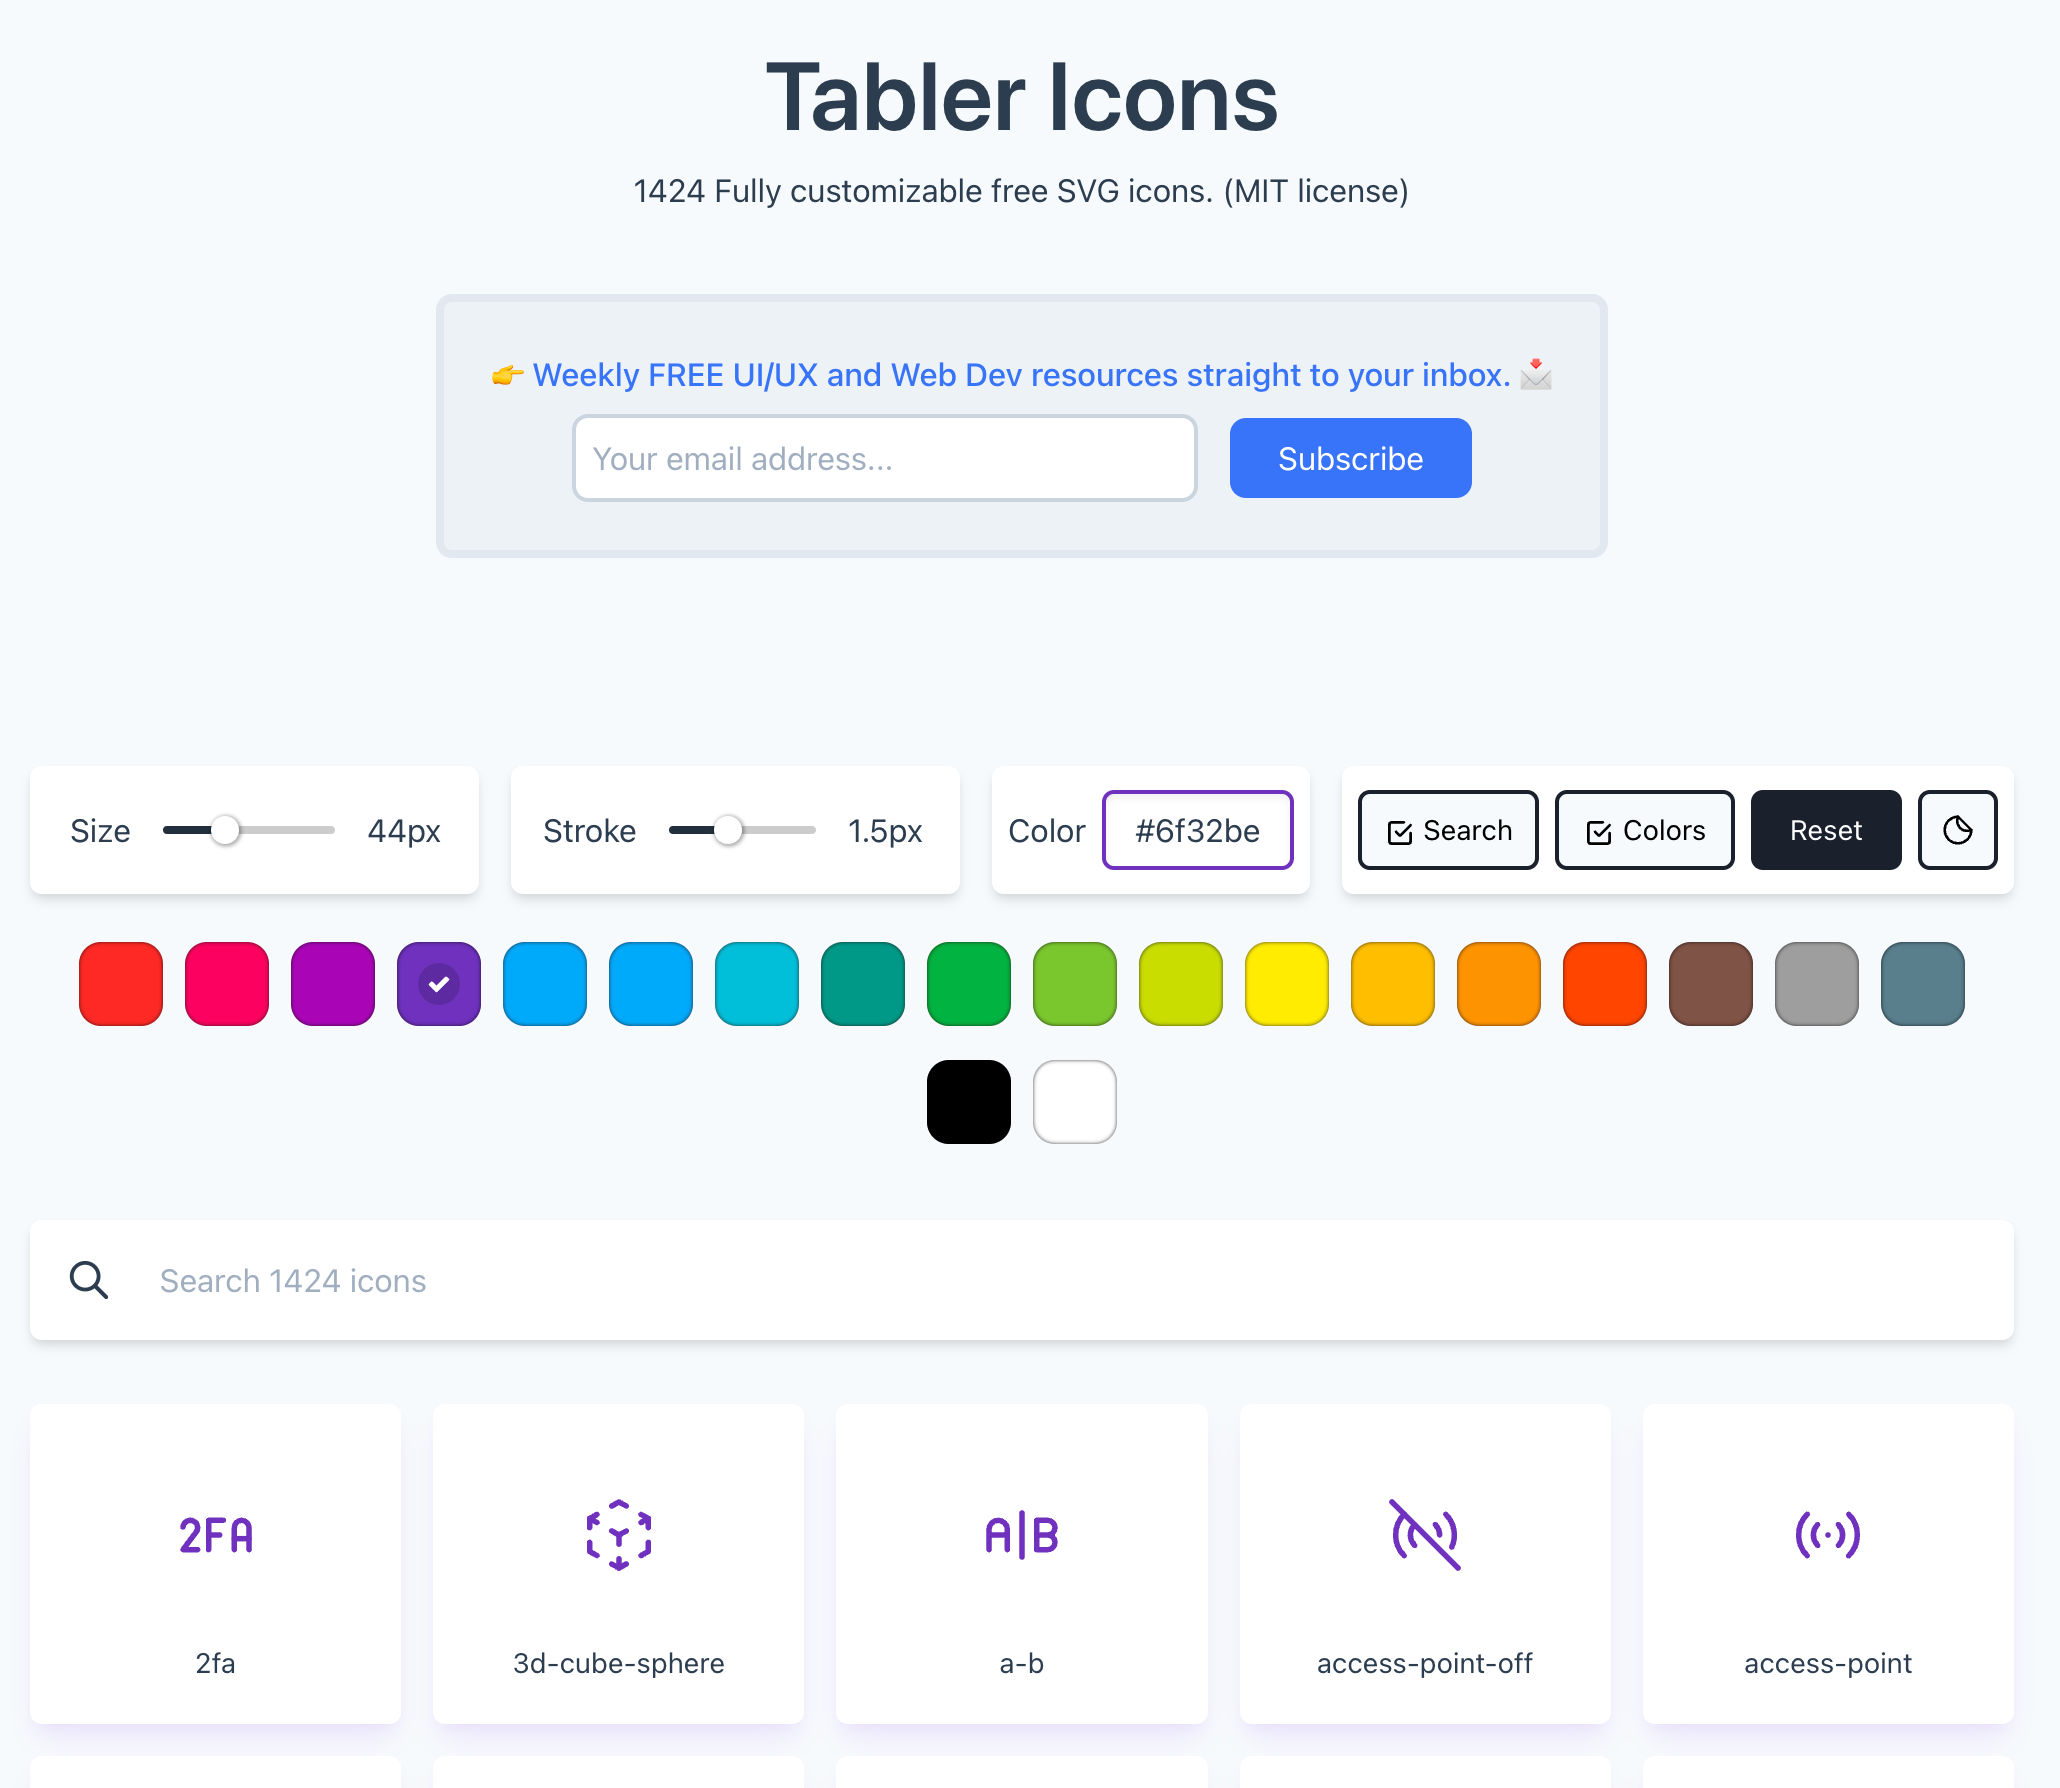 Tabler Icons
1424 Fully customizable free SVG icons. (MIT license)
👉 Weekly FREE UI/UX and Web Dev resources straight to your inbox. 📩
Your email address...
Subscribe
Size 44px
Stroke 1.5px
Color #6f32be
Search
Colors
Reset
Search 1424 icons
2FA
A|B
2fa
3d-cube-sphere
a-b
access-point-off
access-point